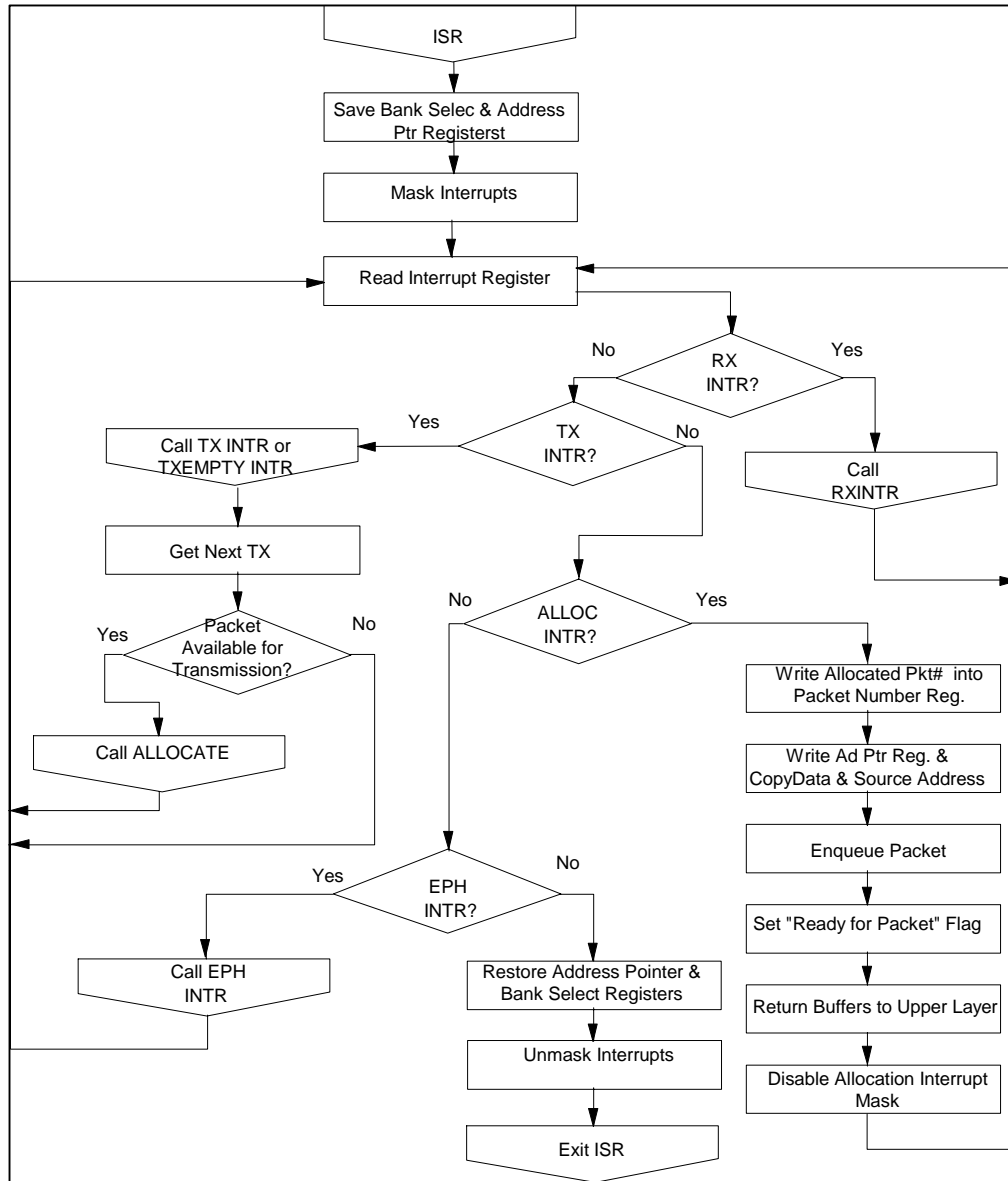 ISR
Save Bank Selec & Address
Ptr Registerst
Mask Interrupts
Read Interrupt Register
No
RX
INTR?
Yes
Yes
TX
INTR?
No
Call TX INTR or
TXEMPTY INTR
Call
RXINTR
Get Next TX
No
ALLOC
INTR?
Yes
Yes
Packet
Available for
Transmission?
No
Write Allocated Pkt# into
Packet Number Reg.
Call ALLOCATE
Write Ad Ptr Reg. &
CopyData & Source Address
Enqueue Packet
Yes
EPH
INTR?
No
Set "Ready for Packet" Flag
Call EPH
INTR
Restore Address Pointer &
Bank Select Registers
Return Buffers to Upper Layer
Unmask Interrupts
Disable Allocation Interrupt
Mask
Exit ISR